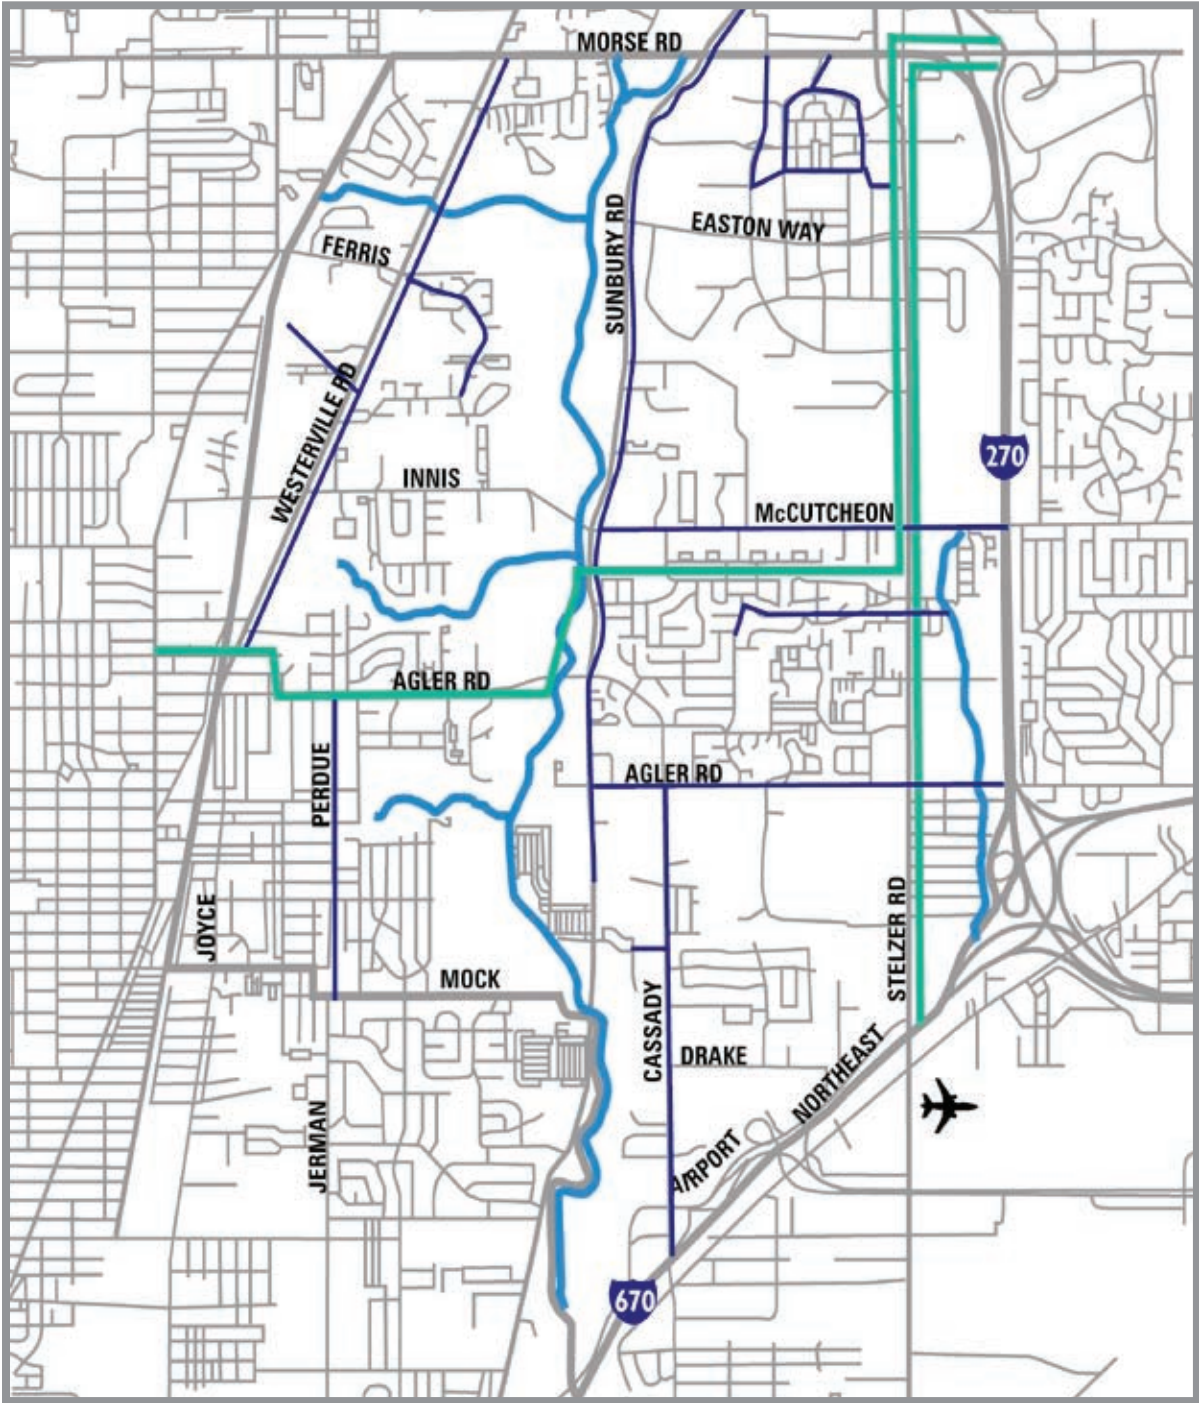 MORSE RD
EASTON WAY
SUNBURY RD
FERRIS
WESTERVILLE RD
270
INNIS
McCUTCHEON
AGLER RD
PERDUE
AGLER RD
STELZER RD
JOYCE
MOCK
CASSADY
DRAKE
NORTHEAST
JERMAN
AIRPORT
670